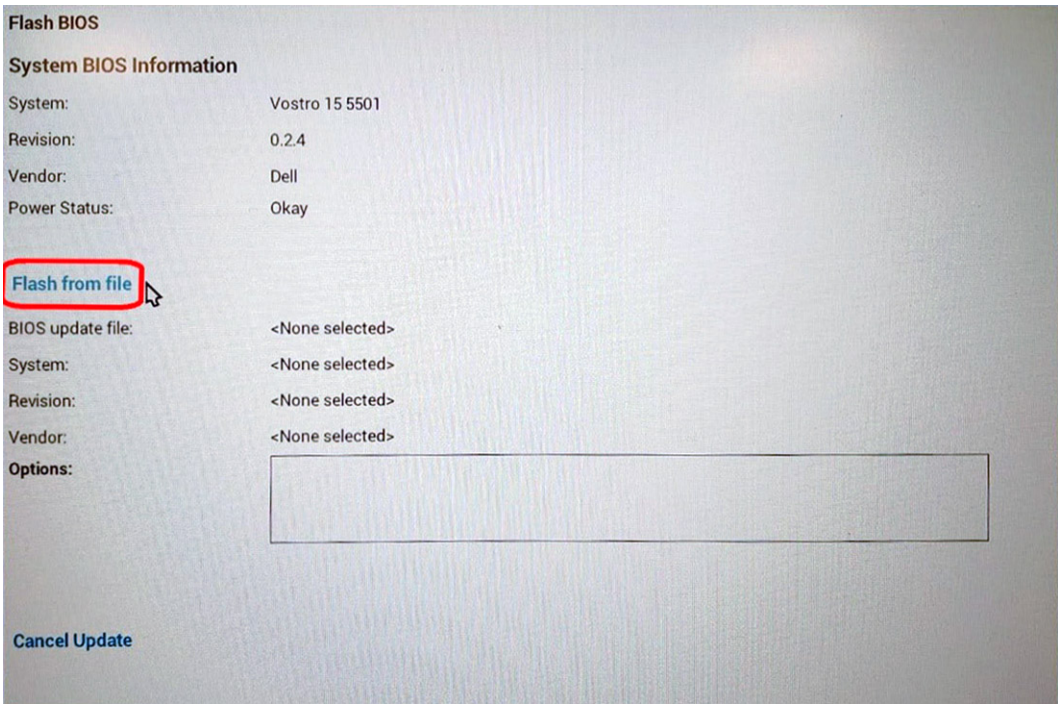 Flash BIOS
System BIOS Information
System: Vostro 15 5501
Revision: 0.2.4
Vendor: Dell
Power Status: Okay
Flash from file
BIOS update file: <None selected>
System: <None selected>
Revision: <None selected>
Vendor: <None selected>
Options:
Cancel Update